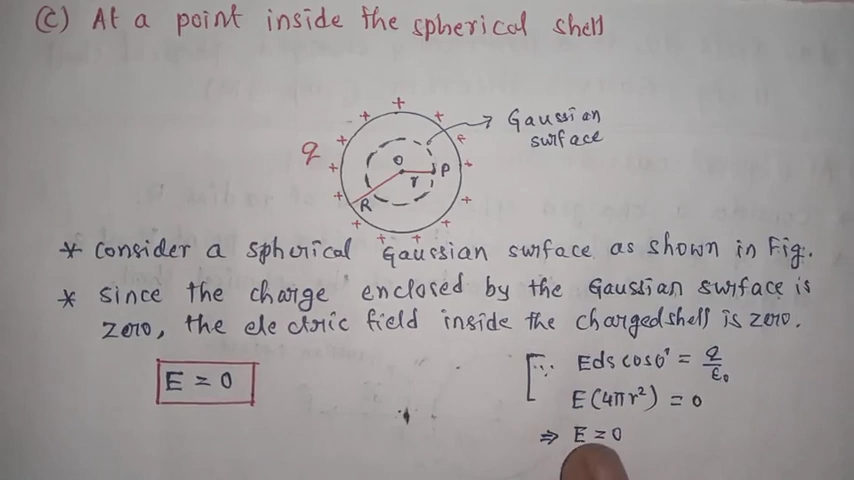 (C) At a point inside the spherical shell
Gaussian
surface
q
O
P
r
R
* Consider a spherical Gaussian surface as shown in Fig.
* Since the charge enclosed by the Gaussian surface is
zero, the electric field inside the charged shell is zero.
E = 0
[∵ Eds cos0° = q/ε₀
E(4πr²) = 0
⇒ E = 0